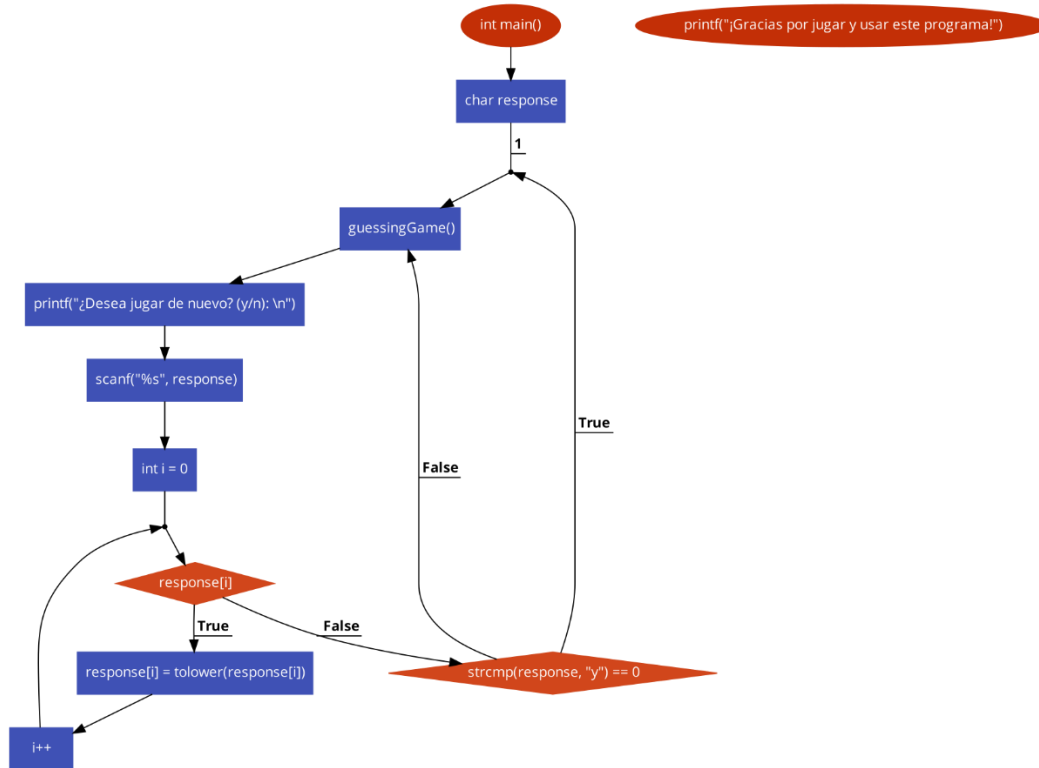 int main()
printf("¡Gracias por jugar y usar este programa!")
char response
1
guessingGame()
printf("¿Desea jugar de nuevo? (y/n): \n")
scanf("%s", response)
True
int i = 0
False
response[i]
True
False
response[i] = tolower(response[i])
strcmp(response, "y") == 0
i++